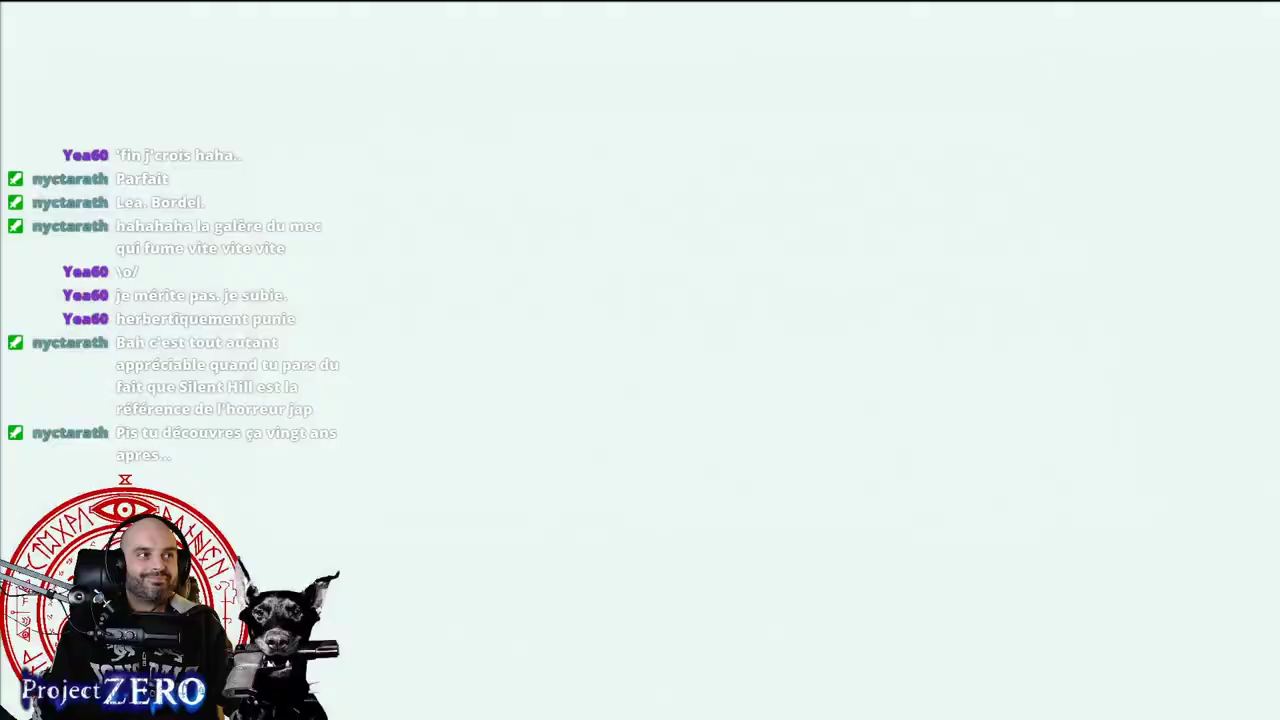 Yea60 'fin j'crois haha..
nyctarath Parfait
nyctarath Lea. Bordel.
nyctarath hahahaha la galère du mec
qui fume vite vite vite
Yea60 \o/
Yea60 je mérite pas. je subie.
Yea60 herbertiquement punie
nyctarath Bah c'est tout autant
appréciable quand tu pars du
fait que Silent Hill est la
référence de l'horreur jap
nyctarath Pis tu découvres ça vingt ans
apres...
Project ZERO